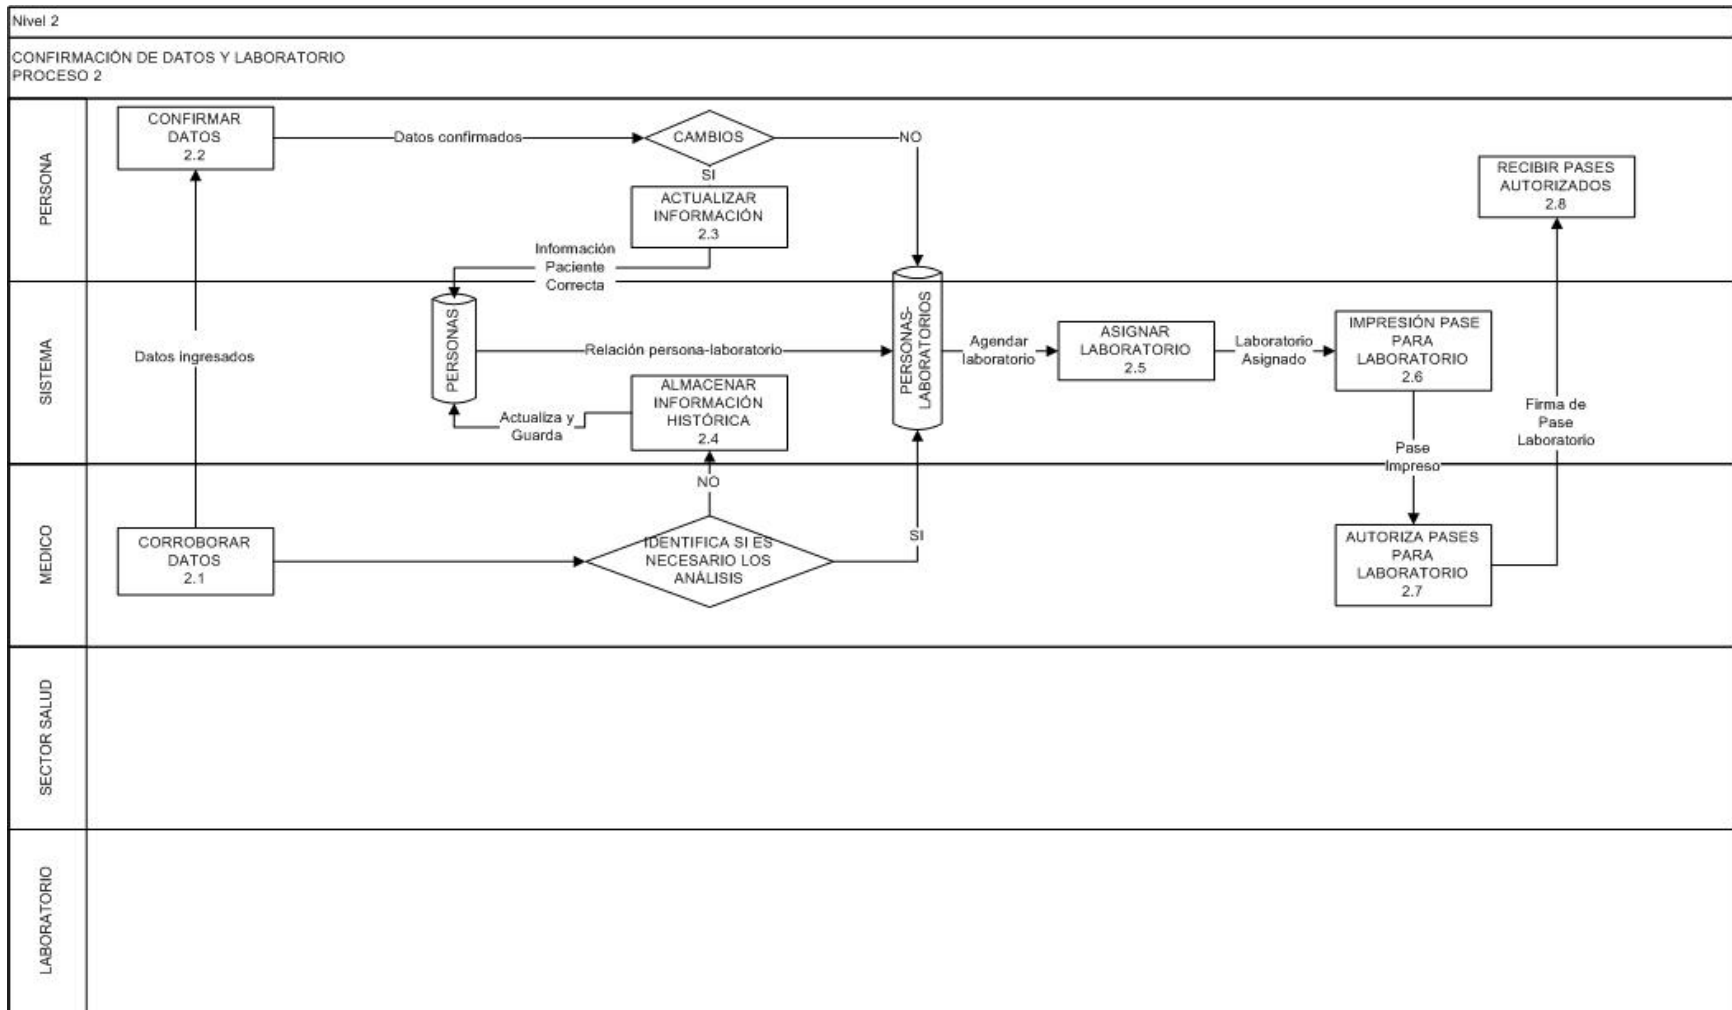 Nivel 2
CONFIRMACIÓN DE DATOS Y LABORATORIO
PROCESO 2
PERSONA
CONFIRMAR
DATOS
2.2
Datos confirmados
CAMBIOS
NO
SI
ACTUALIZAR
INFORMACIÓN
2.3
Información
Paciente
Correcta
RECIBIR PASES
AUTORIZADOS
2.8
SISTEMA
Datos ingresados
PERSONAS
Relación persona-laboratorio
PERSONAS-
LABORATORIOS
Agendar
laboratorio
ASIGNAR
LABORATORIO
2.5
Laboratorio
Asignado
IMPRESIÓN PASE
PARA
LABORATORIO
2.6
ALMACENAR
INFORMACIÓN
HISTÓRICA
2.4
Actualiza y
Guarda
Firma de
Pase
Laboratorio
Pase
Impreso
MEDICO
CORROBORAR
DATOS
2.1
NO
IDENTIFICA SI ES
NECESARIO LOS
ANÁLISIS
SI
AUTORIZA PASES
PARA
LABORATORIO
2.7
SECTOR SALUD
LABORATORIO